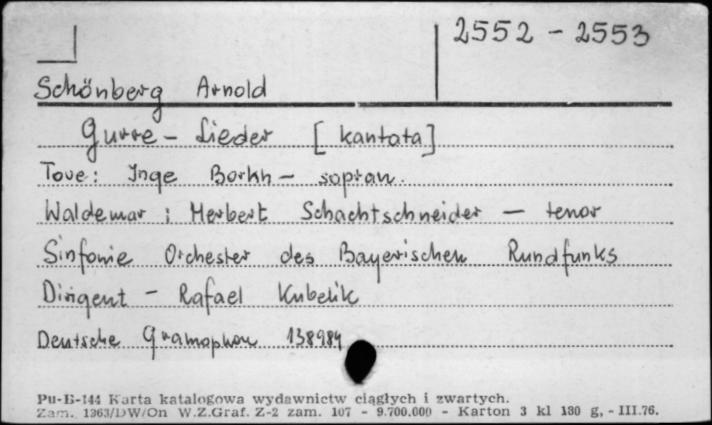 2552 - 2553
Schönberg Arnold
Gurre - Lieder [kantata]
Tove: Inge Borkh - sopran.
Waldemar: Herbert Schachtschneider - tenor
Sinfonie Orchester des Bayerischen Rundfunks
Dirigent - Rafael Kubelik
Deutsche Gramophon 138984
Pu-B-144 Karta katalogowa wydawnictw ciągłych i zwartych.
Zam. 1363/DW/On W.Z.Graf. Z-2 zam. 107 - 9.700.000 - Karton 3 kl 180 g, - III.76.